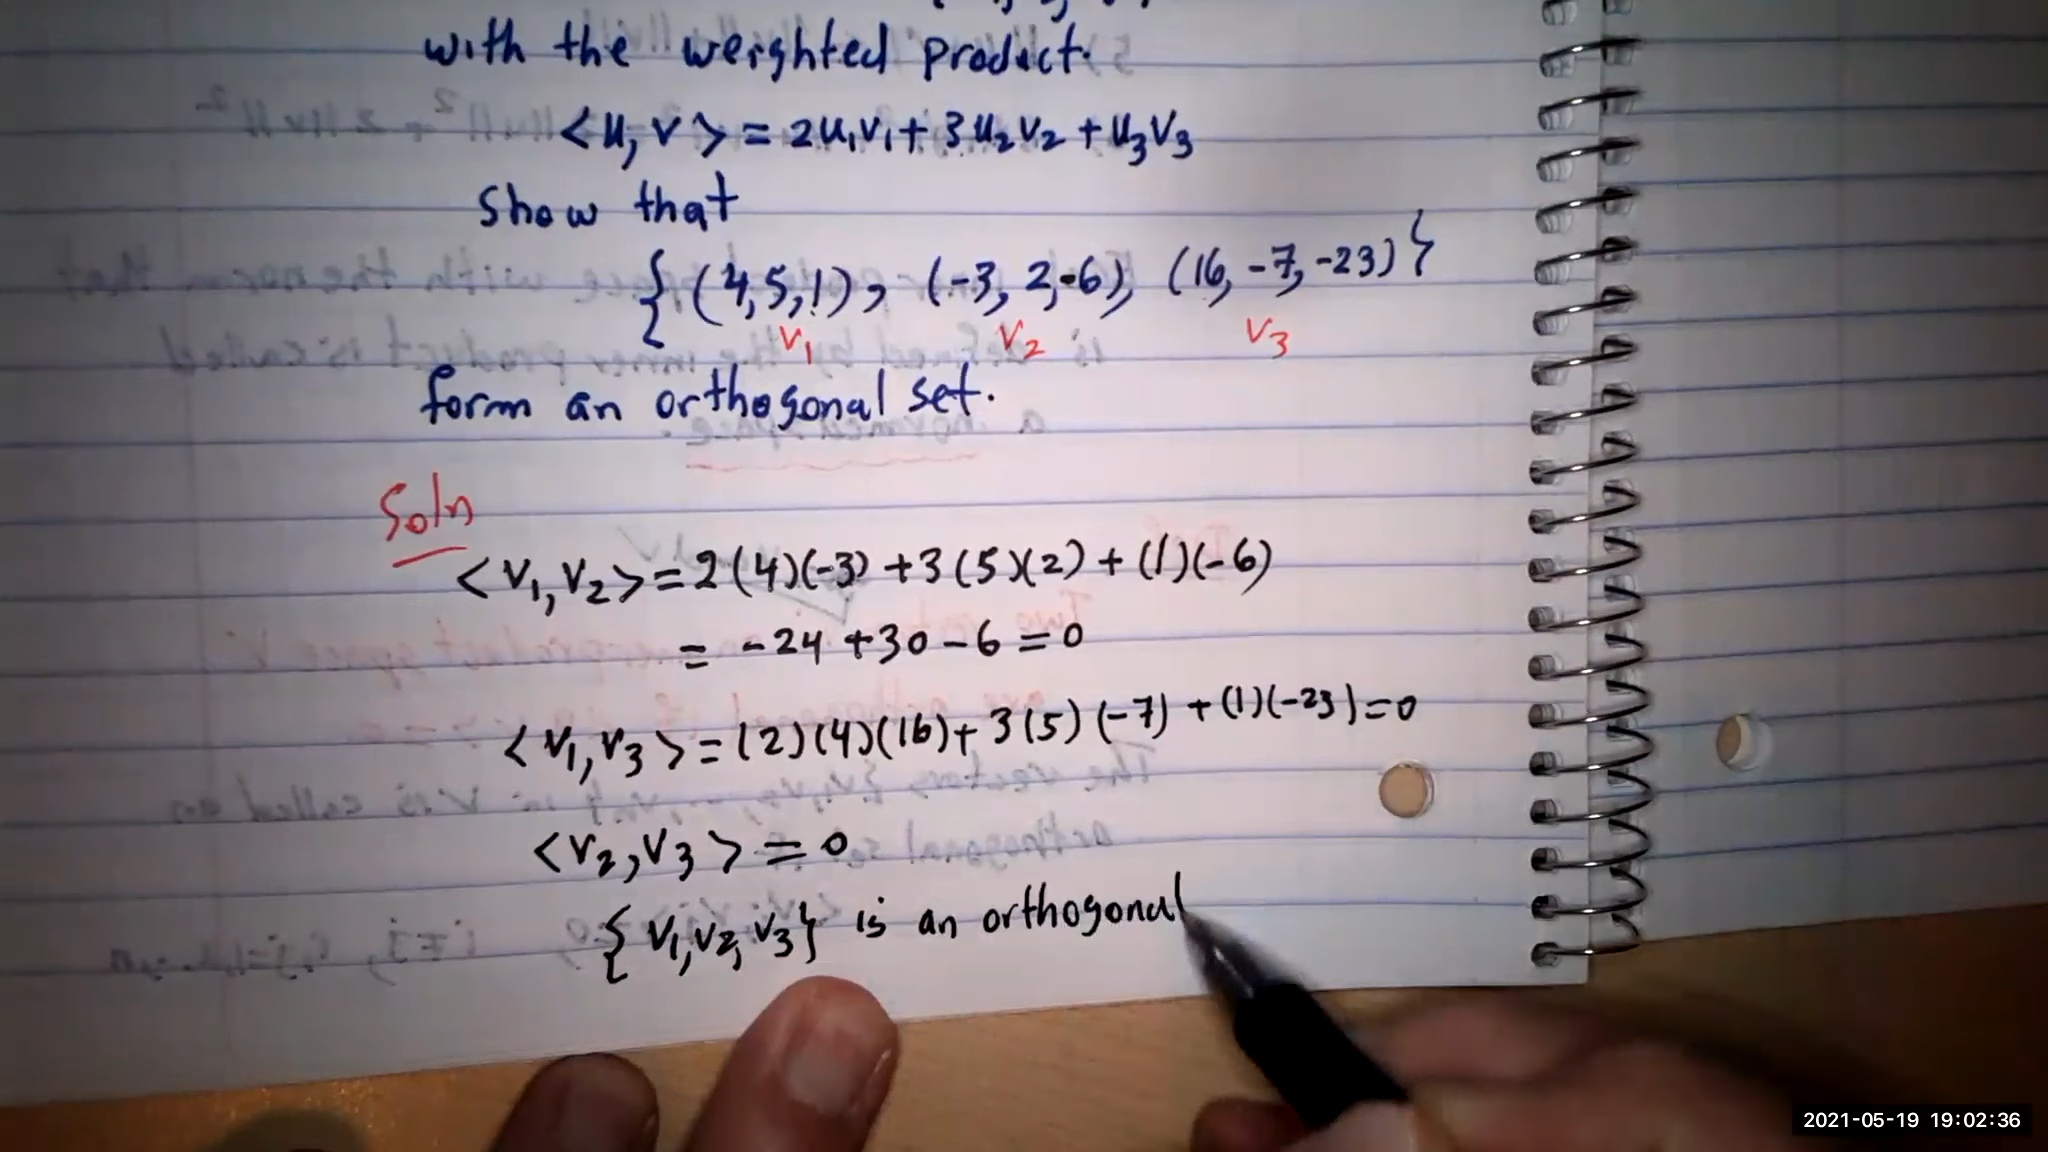 with the weighted product.
<u, v> = 2u₁v₁ + 3u₂v₂ + u₃v₃
Show that
{ (4,5,1), (-3, 2,-6), (16, -7, -23) }
v₁ v₂ v₃
form an orthogonal set.
Soln
<v₁, v₂> = 2(4)(-3) + 3(5)(2) + (1)(-6)
= -24 + 30 - 6 = 0
<v₁, v₃> = (2)(4)(16) + 3(5)(-7) + (1)(-23) = 0
<v₂, v₃> = 0
{ v₁, v₂, v₃ } is an orthogonal
2021-05-19 19:02:36